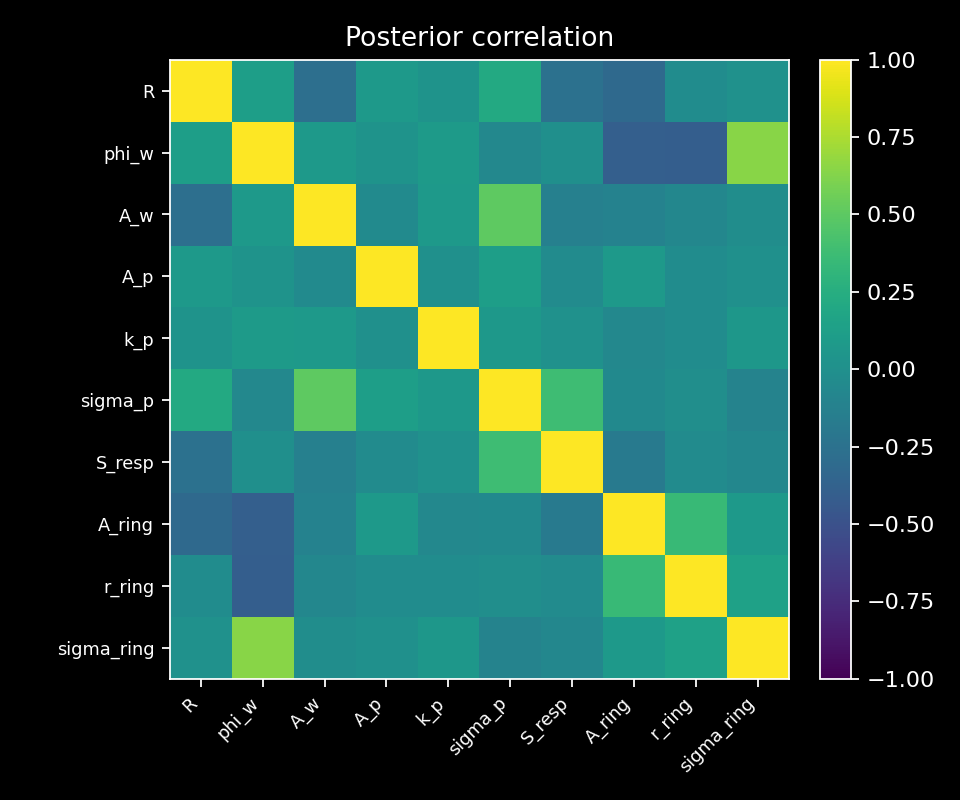 Posterior correlation
R
phi_w
A_w
A_p
k_p
sigma_p
S_resp
A_ring
r_ring
sigma_ring
R
phi_w
A_w
A_p
k_p
sigma_p
S_resp
A_ring
r_ring
sigma_ring
1.00
0.75
0.50
0.25
0.00
−0.25
−0.50
−0.75
−1.00